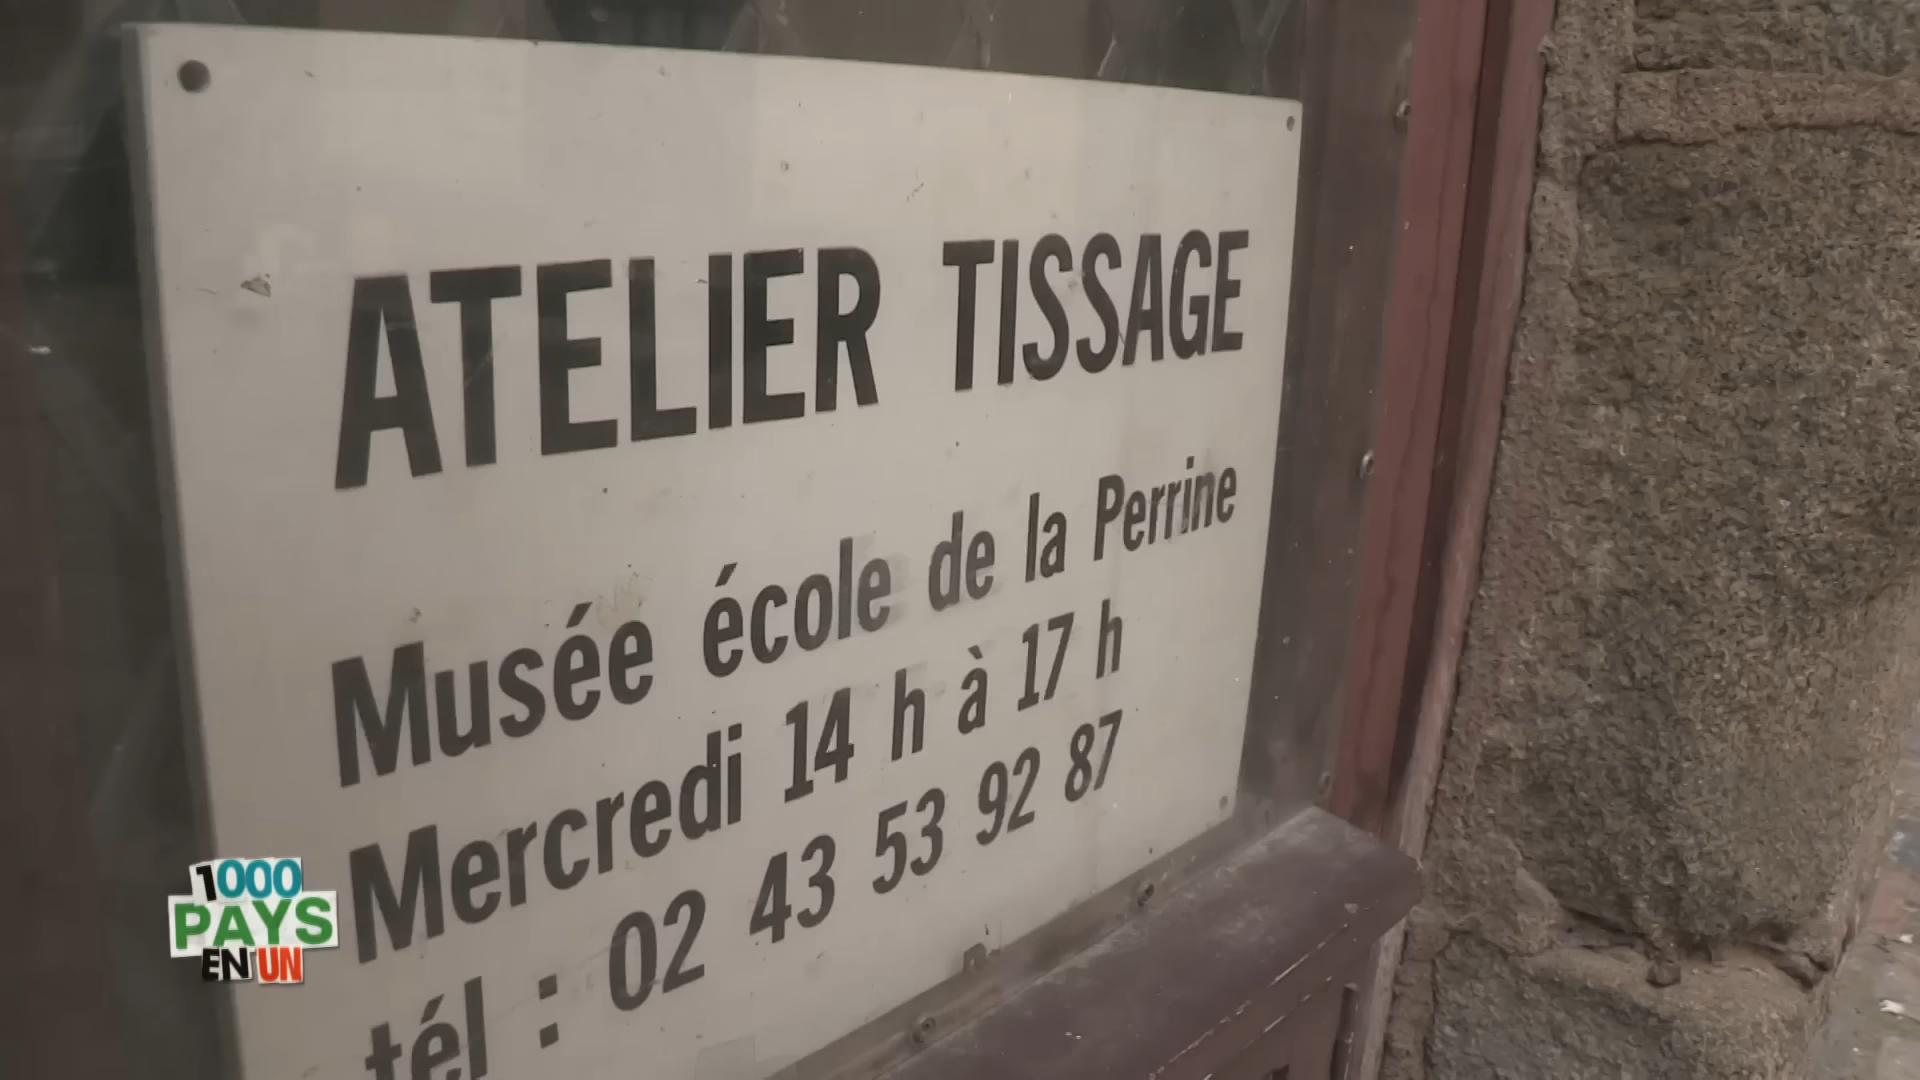 ATELIER TISSAGE
Musée école de la Perrine
Mercredi 14 h à 17 h
tél : 02 43 53 92 87
1000
PAYS
EN UN